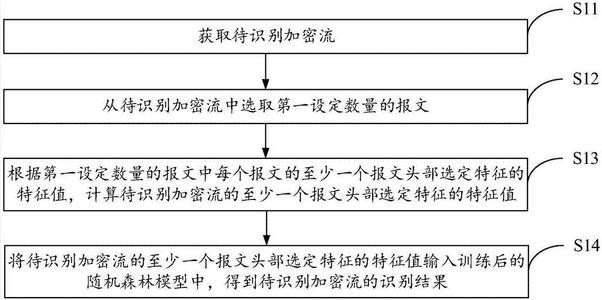 S11
获取待识别加密流
S12
从待识别加密流中选取第一设定数量的报文
S13
根据第一设定数量的报文中每个报文的至少一个报文头部选定特征的
特征值，计算待识别加密流的至少一个报文头部选定特征的特征值
S14
将待识别加密流的至少一个报文头部选定特征的特征值输入训练后的
随机森林模型中，得到待识别加密流的识别结果